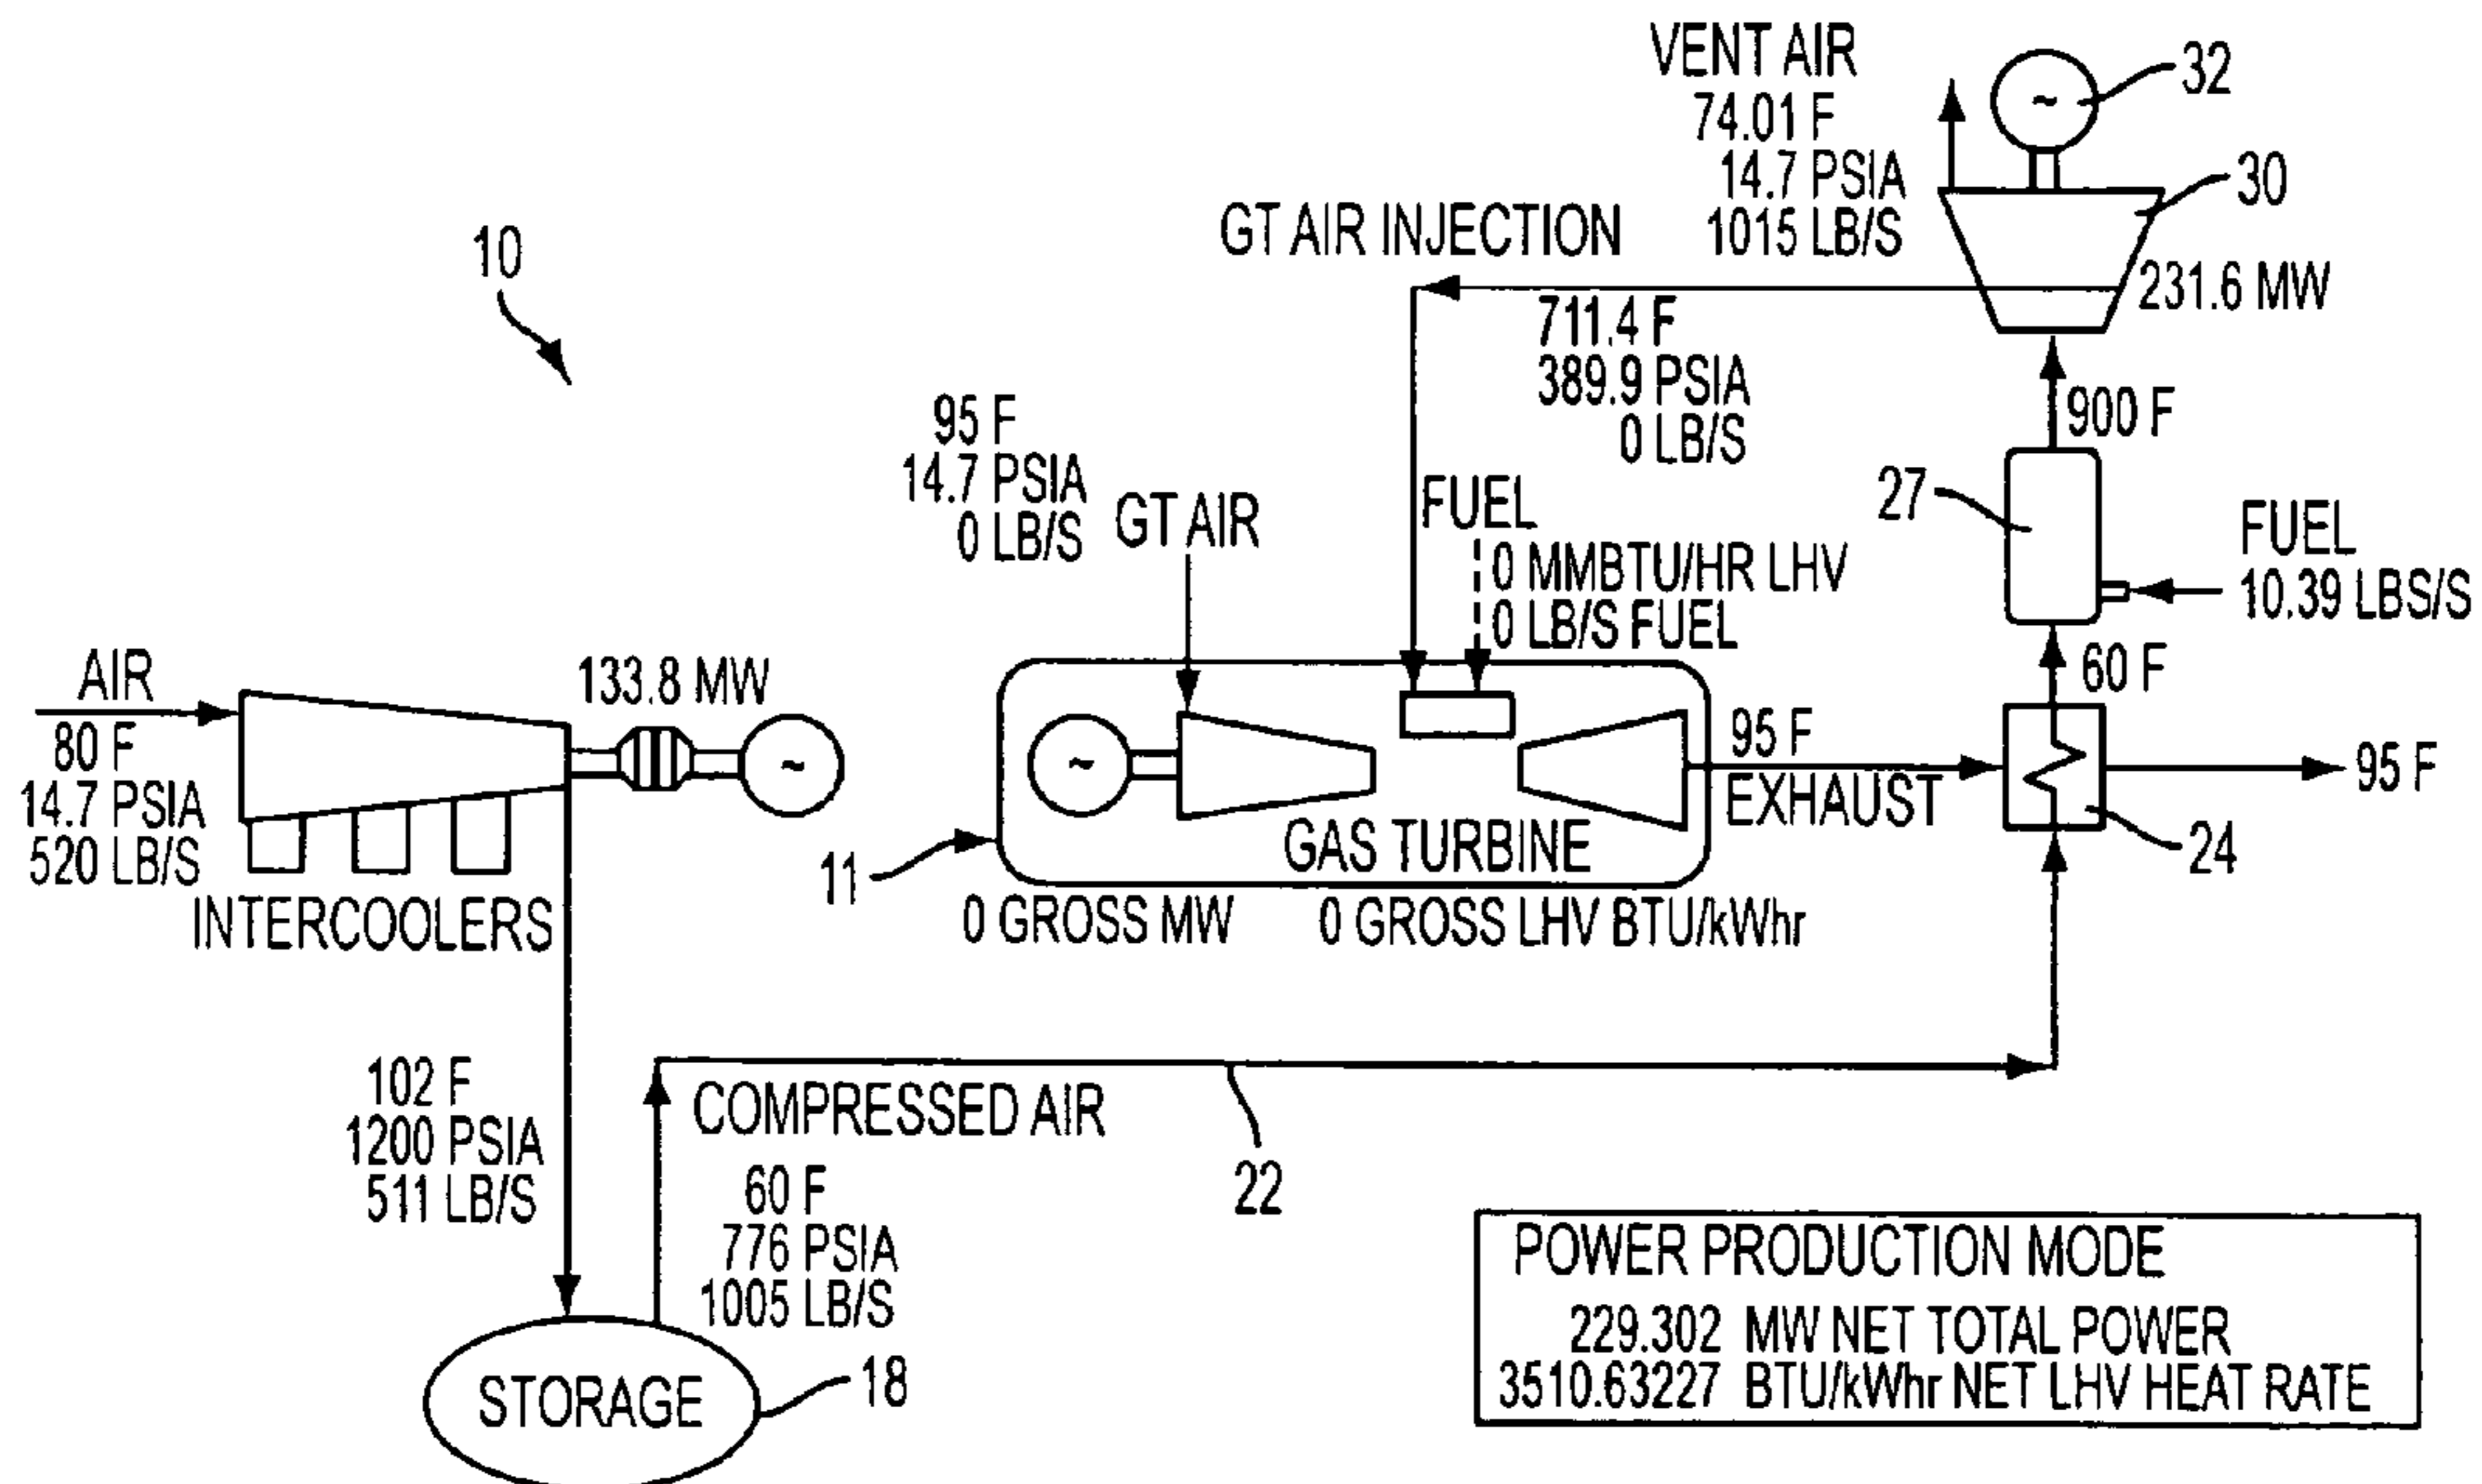 VENT AIR
74.01 F
14.7 PSIA
1015 LB/S
~
32
30
231.6 MW
10
GT AIR INJECTION
711.4 F
389.9 PSIA
0 LB/S
900 F
27
FUEL
10.39 LBS/S
60 F
95 F
14.7 PSIA
0 LB/S
GT AIR
FUEL
0 MMBTU/HR LHV
0 LB/S FUEL
AIR
80 F
14.7 PSIA
520 LB/S
133.8 MW
~
INTERCOOLERS
~
11
GAS TURBINE
0 GROSS MW
0 GROSS LHV BTU/kWhr
95 F
EXHAUST
95 F
24
102 F
1200 PSIA
511 LB/S
COMPRESSED AIR
60 F
776 PSIA
1005 LB/S
22
STORAGE
18
POWER PRODUCTION MODE
229.302 MW NET TOTAL POWER
3510.63227 BTU/kWhr NET LHV HEAT RATE